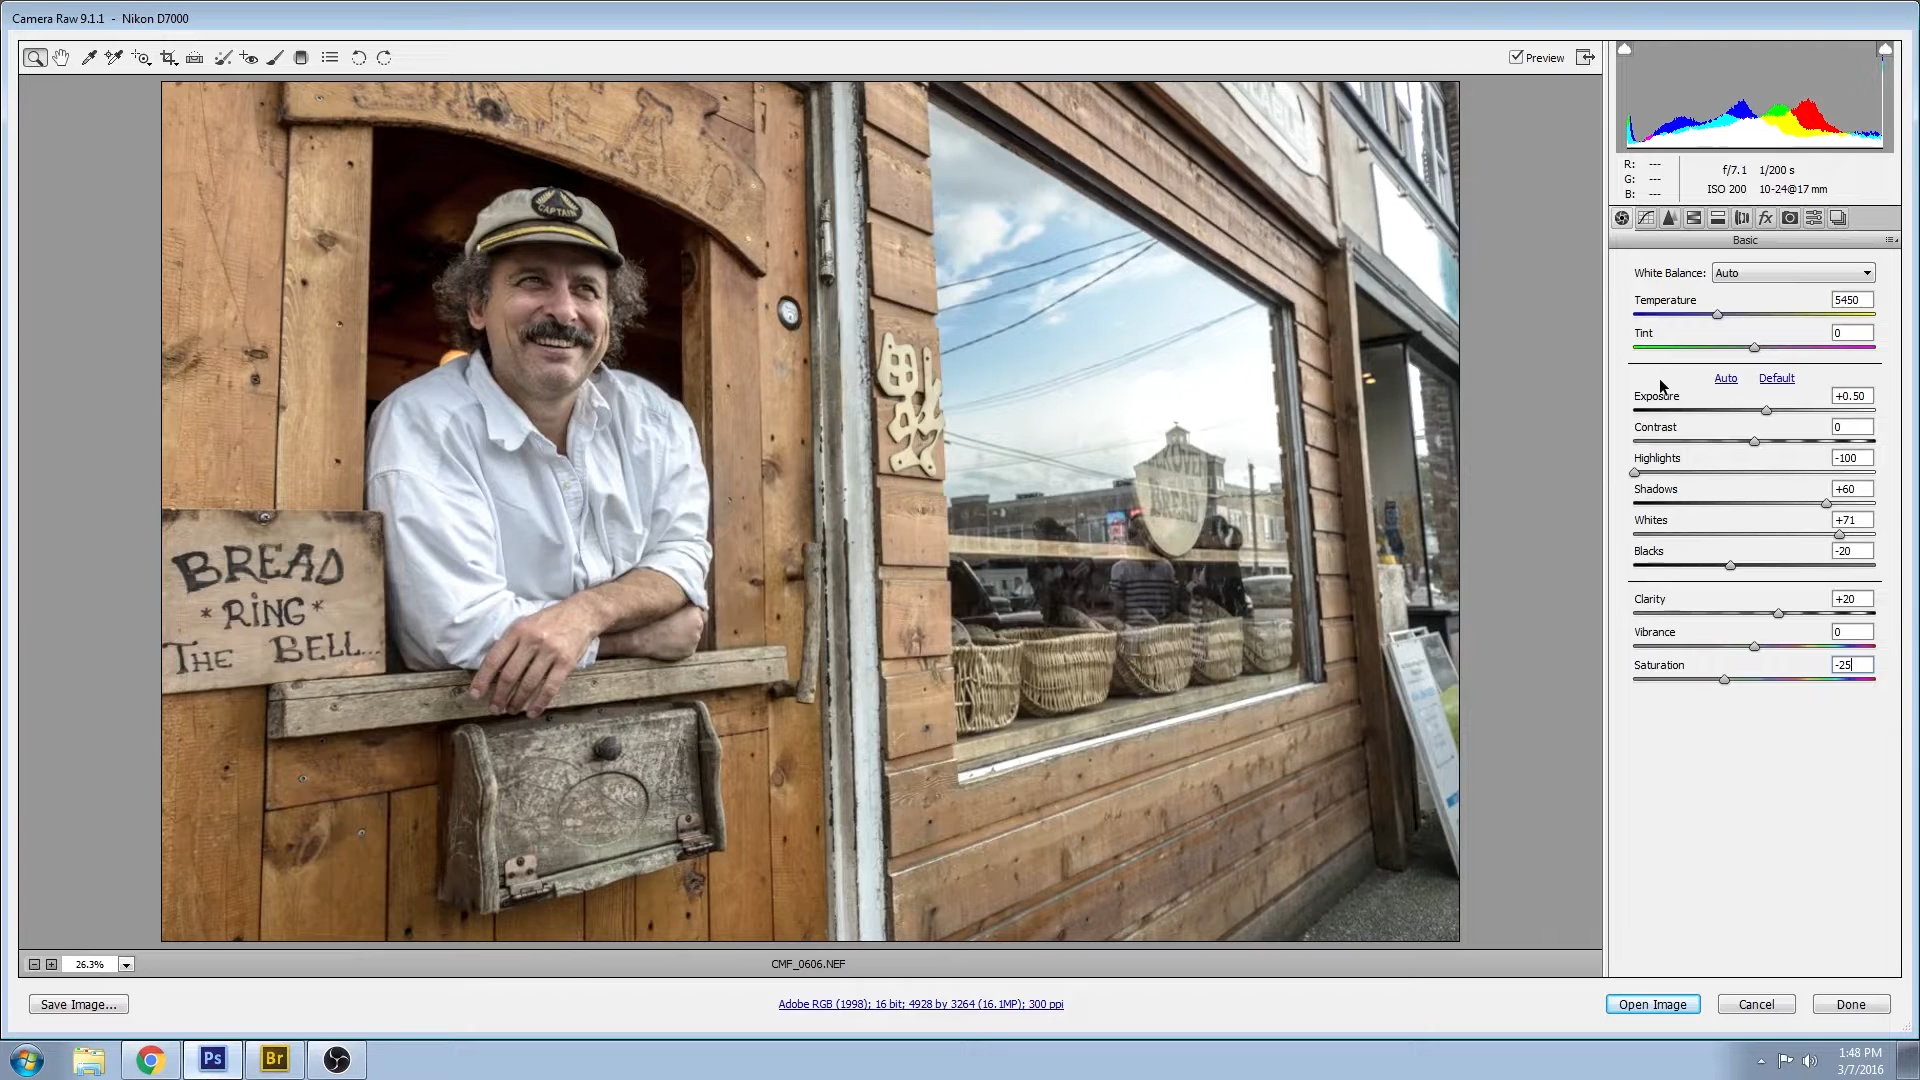 Camera Raw 9.1.1 - Nikon D7000
Preview
R: ---
G: ---
B: ---
f/7.1 1/200 s
ISO 200 10-24@17 mm
Basic
White Balance: Auto
Temperature 5450
Tint 0
Auto Default
Exposure +0.50
Contrast 0
Highlights -100
Shadows +60
Whites +71
Blacks -20
Clarity +20
Vibrance 0
Saturation -25
CAPTAIN
BREAD
*RING*
THE BELL...
BREAD
26.3%
CMF_0606.NEF
Save Image...
Adobe RGB (1998); 16 bit; 4928 by 3264 (16.1MP); 300 ppi
Open Image Cancel Done
Ps
Br
1:48 PM
3/7/2016